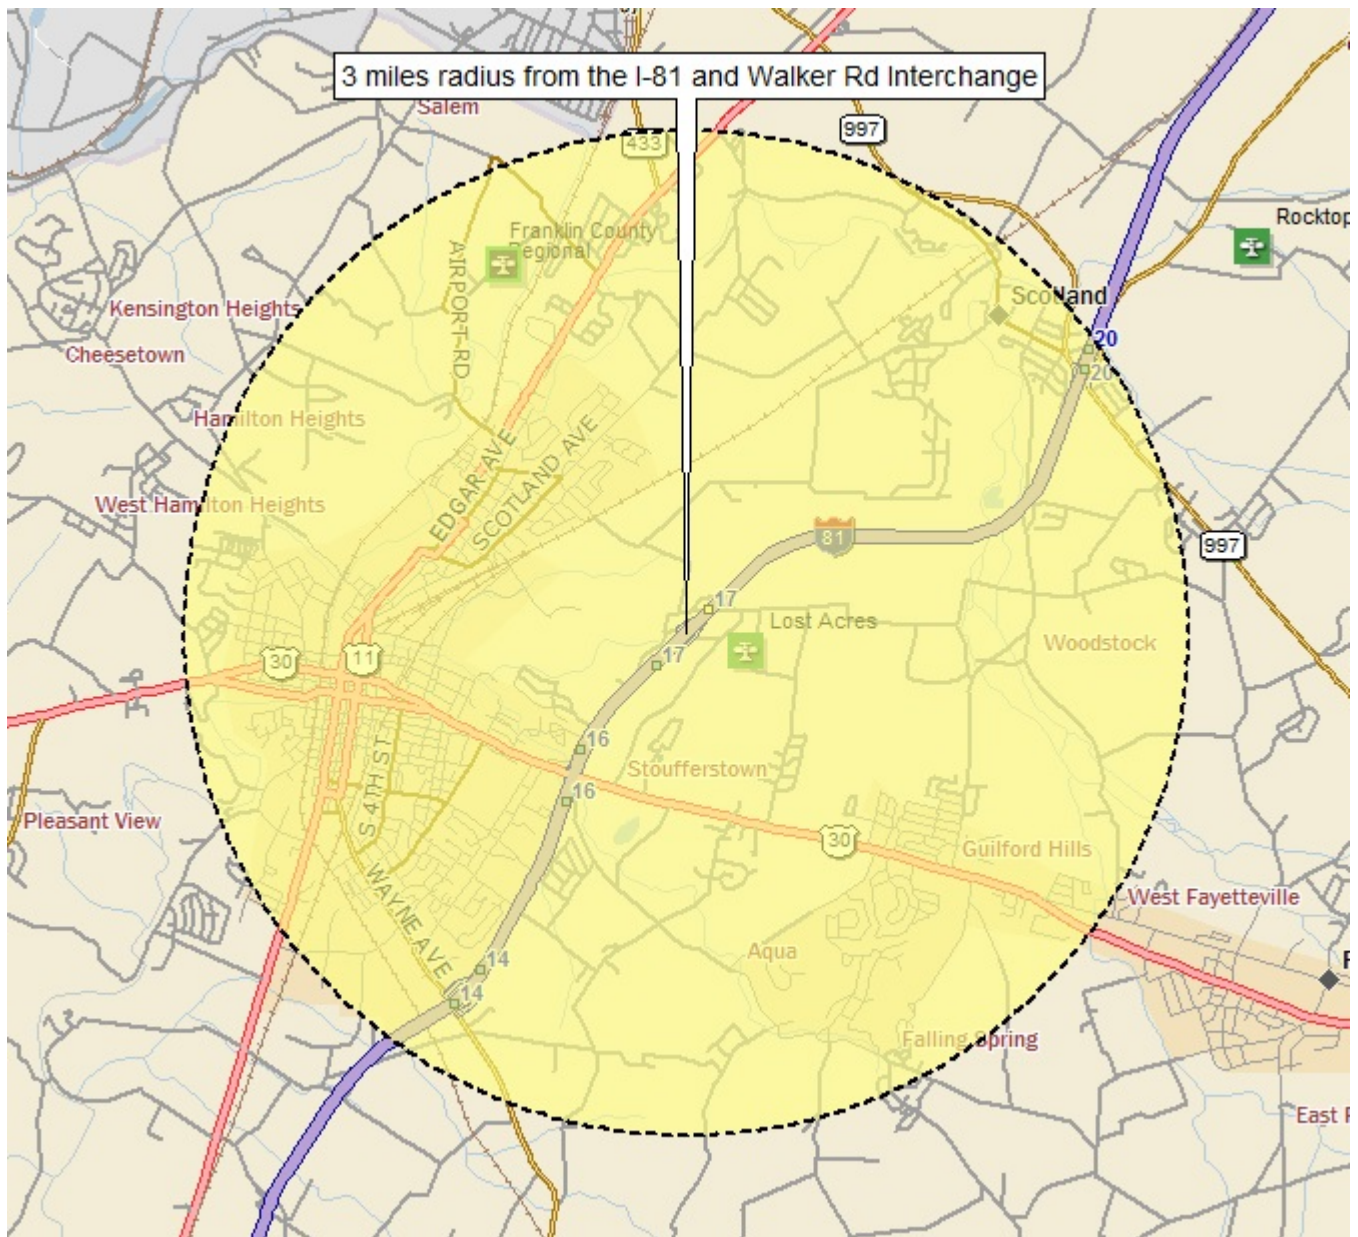 3 miles radius from the I-81 and Walker Rd Interchange
Salem
997
433
Rocktop
Franklin County
Regional
AIRPORT RD
Scotland
Kensington Heights
20
Cheesetown
20
Hamilton Heights
EDGAR AVE
SCOTLAND AVE
West Hamilton Heights
81
997
17
Lost Acres
Woodstock
30
11
17
16
S 4TH ST
Stoufferstown
16
Pleasant View
30
Guilford Hills
WAYNE AVE
West Fayetteville
Aqua
14
F
14
Falling Spring
East F